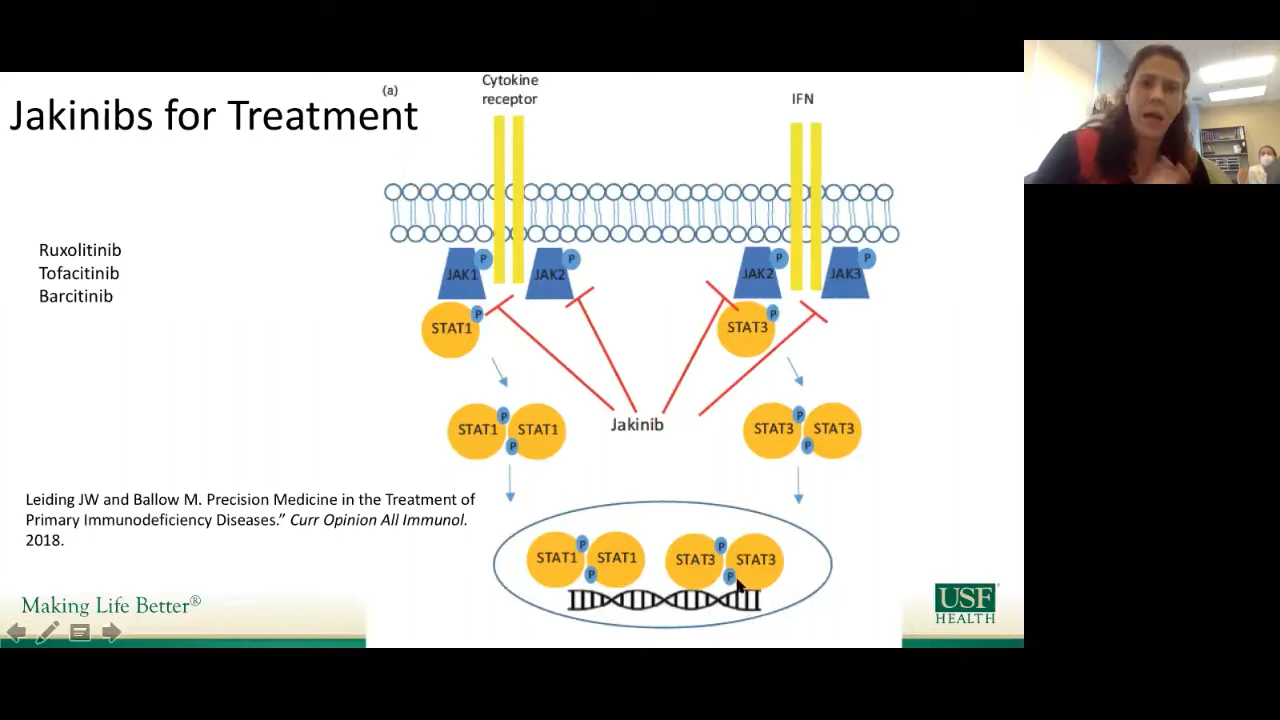 Jakinibs for Treatment
(a)
Cytokine
receptor
IFN
Ruxolitinib
Tofacitinib
Barcitinib
JAK1
P
JAK2
P
JAK2
P
JAK3
P
STAT1
P
STAT3
P
STAT1
P
P
STAT1
Jakinib
STAT3
P
P
STAT3
Leiding JW and Ballow M. Precision Medicine in the Treatment of
Primary Immunodeficiency Diseases.” Curr Opinion All Immunol.
2018.
STAT1
P
P
STAT1
STAT3
P
P
STAT3
Making Life Better®
USF
HEALTH